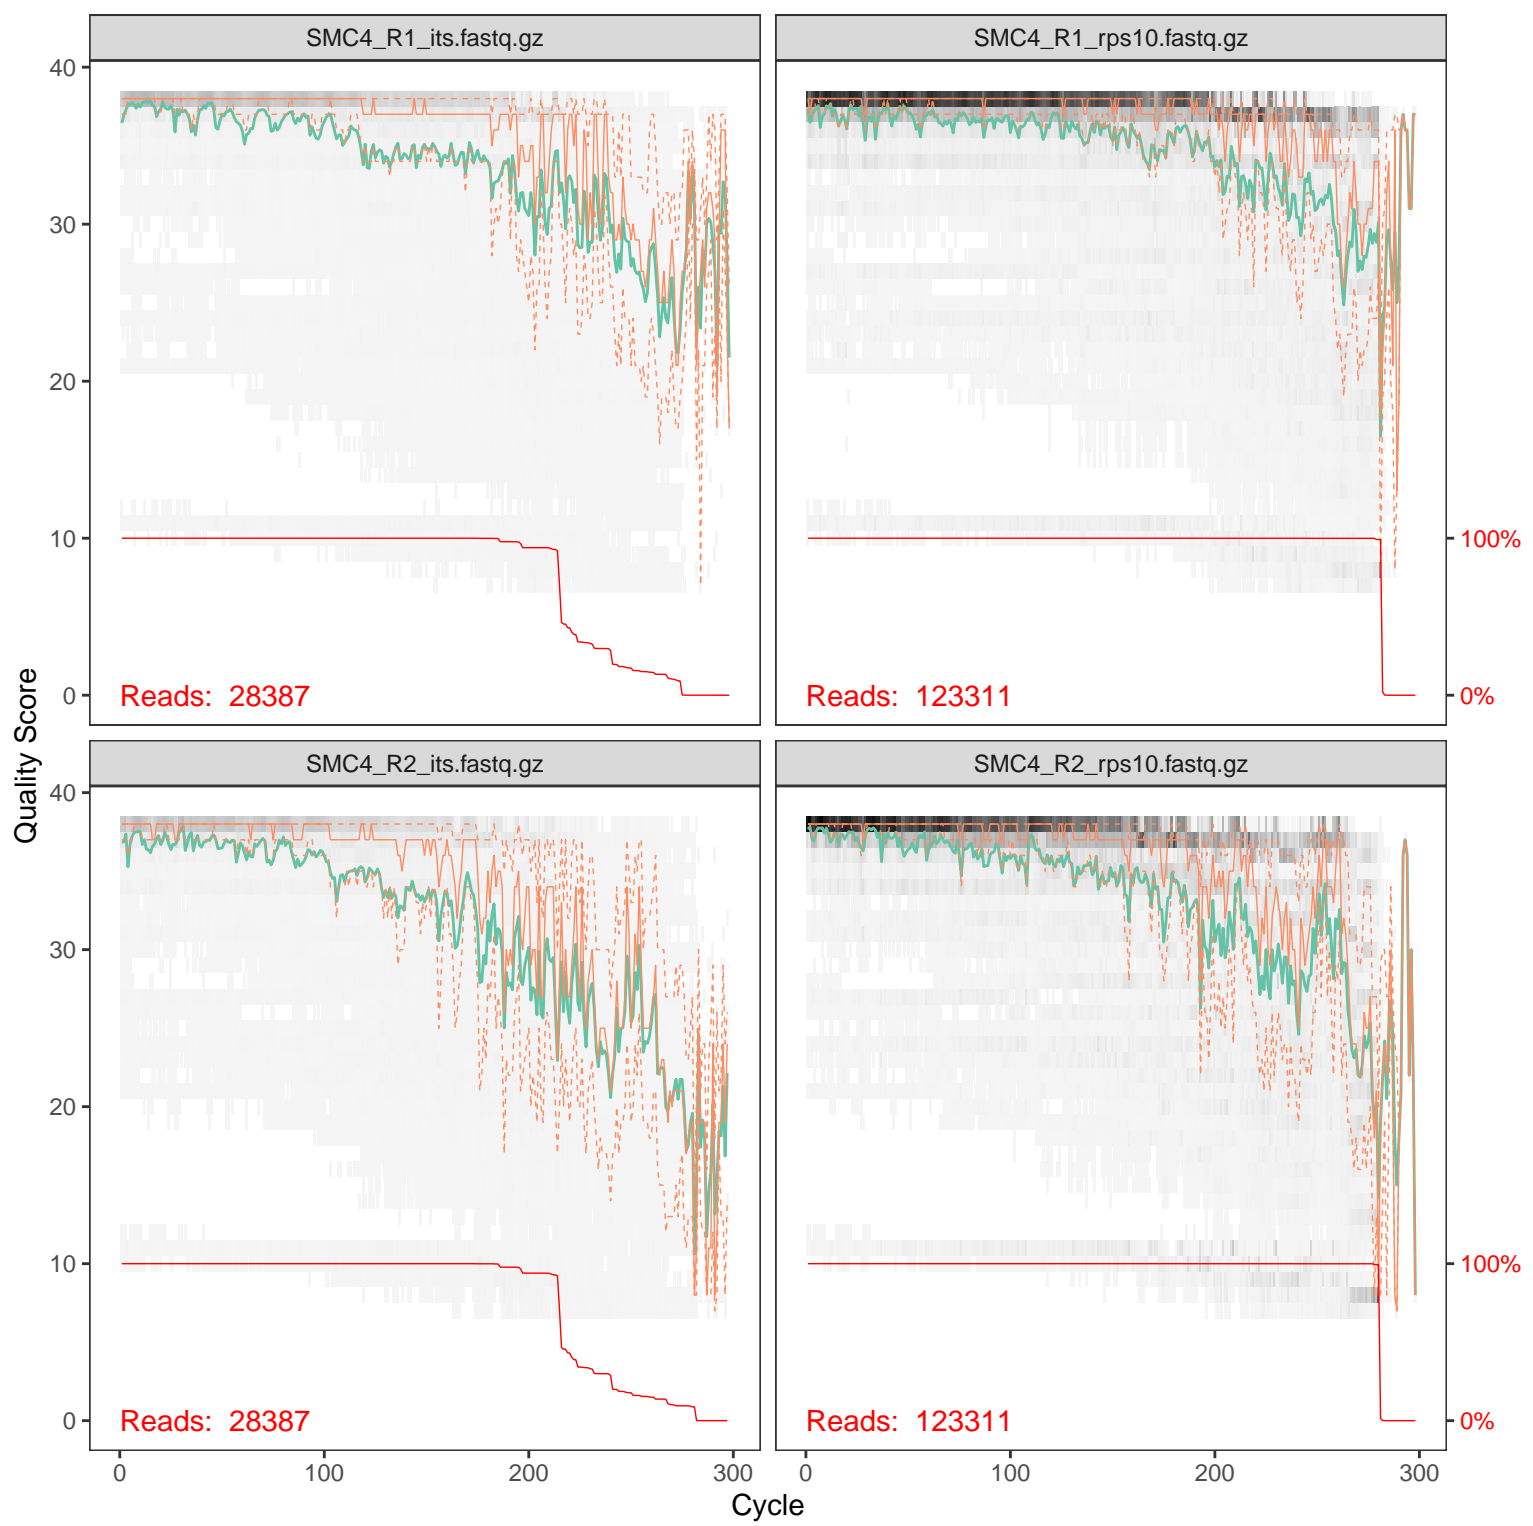 SMC4_R1_its.fastq.gz
SMC4_R1_rps10.fastq.gz
40
30
20
10
0
Reads: 28387
Reads: 123311
100%
0%
Quality Score
SMC4_R2_its.fastq.gz
SMC4_R2_rps10.fastq.gz
40
30
20
10
0
Reads: 28387
Reads: 123311
100%
0%
0 100 200 300
0 100 200 300
Cycle